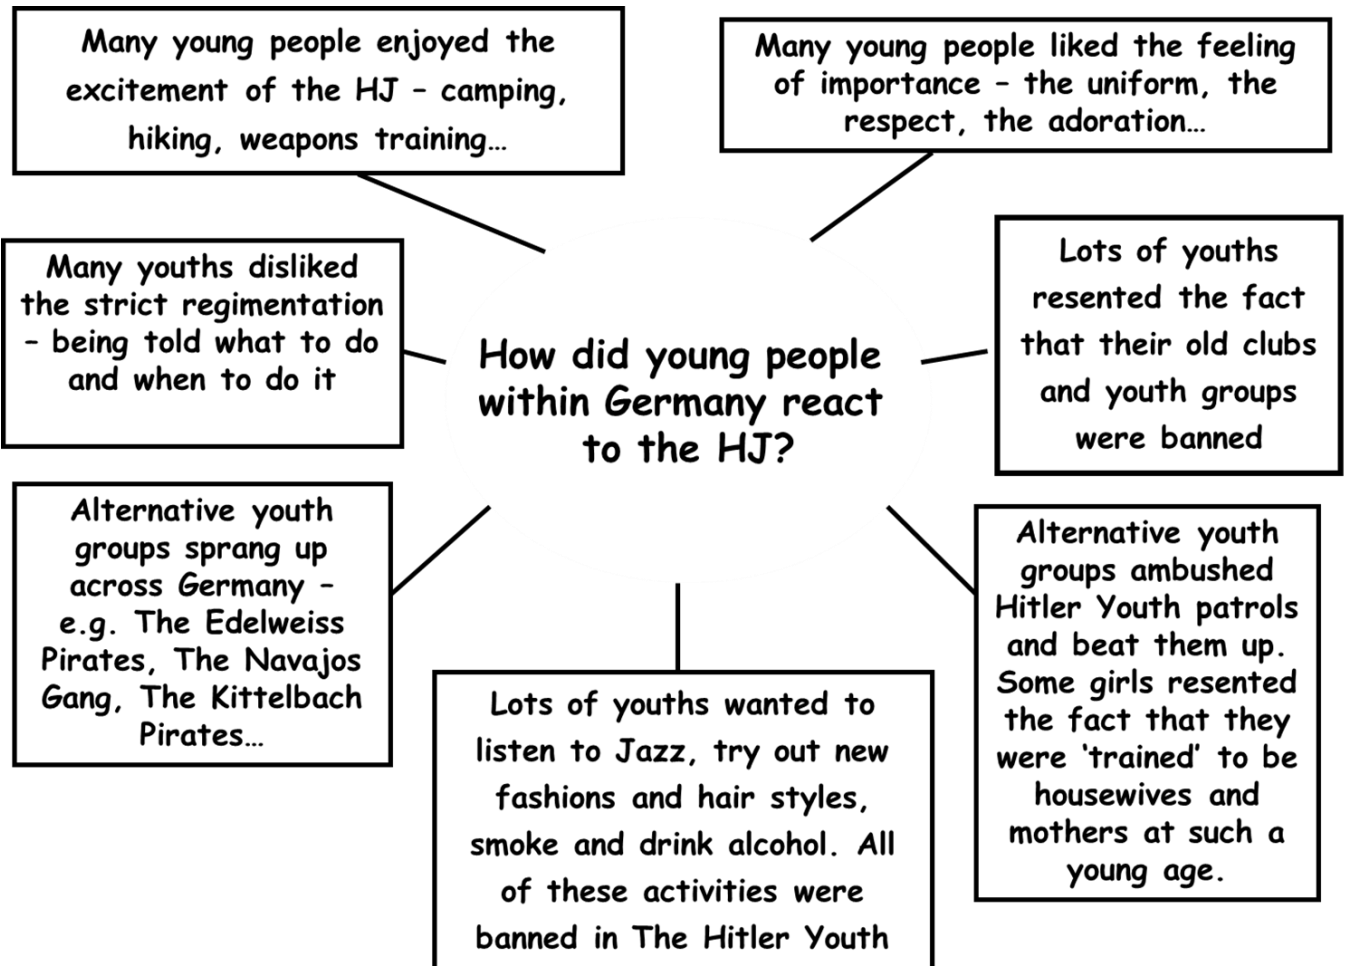 Many young people enjoyed the
excitement of the HJ – camping,
hiking, weapons training…
Many young people liked the feeling
of importance – the uniform, the
respect, the adoration…
Many youths disliked
the strict regimentation
– being told what to do
and when to do it
Lots of youths
resented the fact
that their old clubs
and youth groups
were banned
How did young people
within Germany react
to the HJ?
Alternative youth
groups sprang up
across Germany –
e.g. The Edelweiss
Pirates, The Navajos
Gang, The Kittelbach
Pirates…
Alternative youth
groups ambushed
Hitler Youth patrols
and beat them up.
Some girls resented
the fact that they
were ‘trained’ to be
housewives and
mothers at such a
young age.
Lots of youths wanted to
listen to Jazz, try out new
fashions and hair styles,
smoke and drink alcohol. All
of these activities were
banned in The Hitler Youth